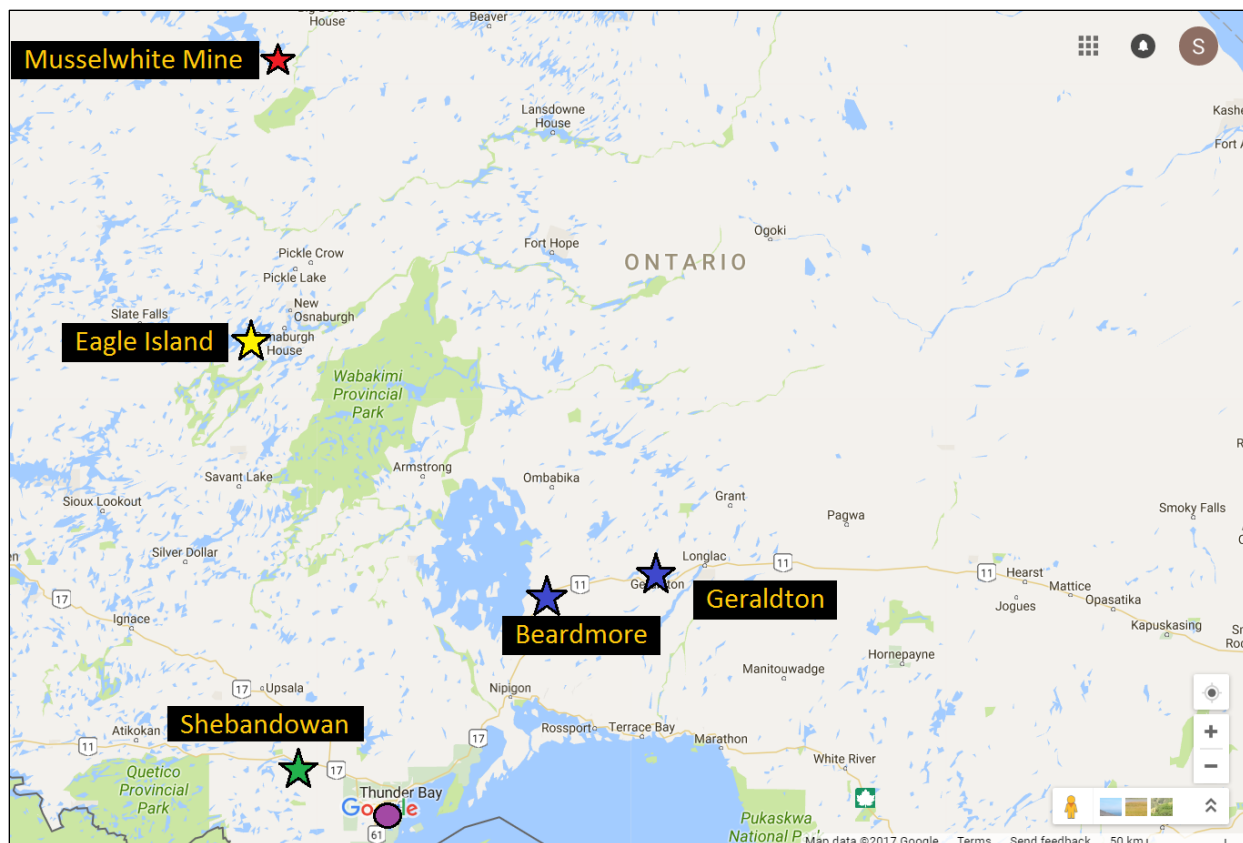 Big Beaver
House
Beaver
Musselwhite Mine
S
Lansdowne
House
Fort Hope
Ogoki
ONTARIO
Pickle Crow
Pickle Lake
New
Osnaburgh
Slate Falls
Eagle Island
House
Wabakimi
Provincial
Park
Armstrong
Savant Lake
Ombabika
Sioux Lookout
Grant
Pagwa
Smoky Falls
Silver Dollar
Longlac
11
11
11
Geraldton
Hearst
Mattice
Jogues
Opasatika
Kapuskasing
17
Ignace
Beardmore
Hornepayne
Manitouwadge
17
Upsala
Nipigon
Shebandowan
Atikokan
11
17
17
Rossport
Terrace Bay
Marathon
White River
Quetico
Provincial
Park
Thunder Bay
Google
61
Pukaskwa
National
Map data ©2017 Google
Terms
Send feedback
50 km